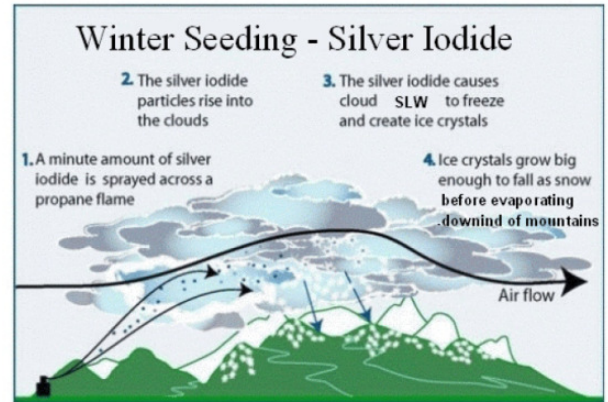 Winter Seeding - Silver Iodide
2. The silver iodide
particles rise into
the clouds
3. The silver iodide causes
cloud SLW to freeze
and create ice crystals
1. A minute amount of silver
iodide is sprayed across a
propane flame
4. Ice crystals grow big
enough to fall as snow
before evaporating
.downind of mountains
Air flow